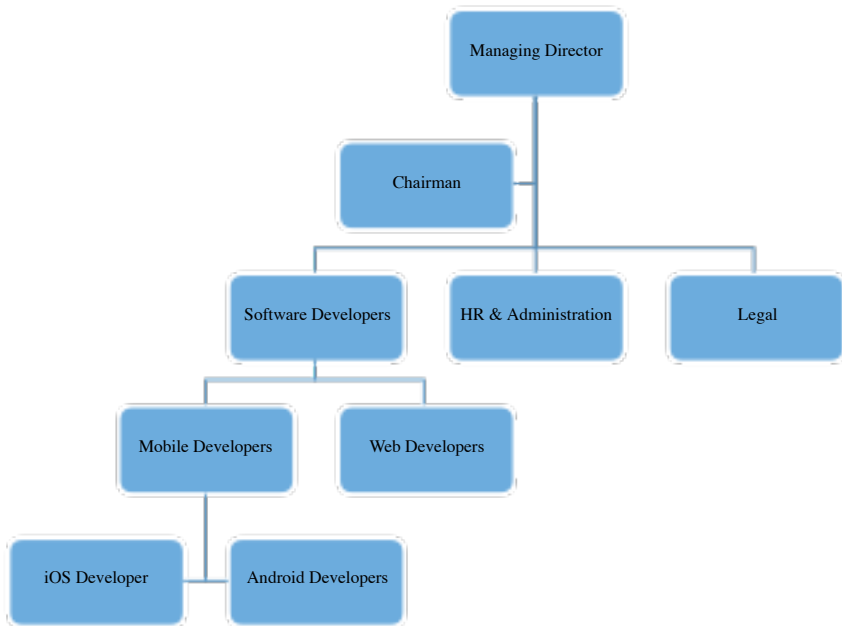 Managing Director
Chairman
Software Developers
HR & Administration
Legal
Mobile Developers
Web Developers
iOS Developer
Android Developers